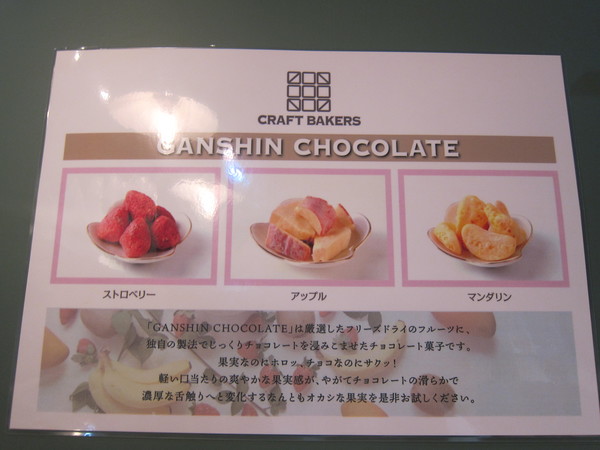 CRAFT BAKERS
GANSHIN CHOCOLATE
ストロベリー
アップル
マンダリン
「GANSHIN CHOCOLATE」は厳選したフリーズドライのフルーツに、
独自の製法でじっくりチョコレートを浸みこませたチョコレート菓子です。
果実なのにホロッ、チョコなのにサクッ!
軽い口当たりの爽やかな果実感が、やがてチョコレートの滑らかで
濃厚な舌触りへと変化するなんともオカシな果実を是非お試しください。